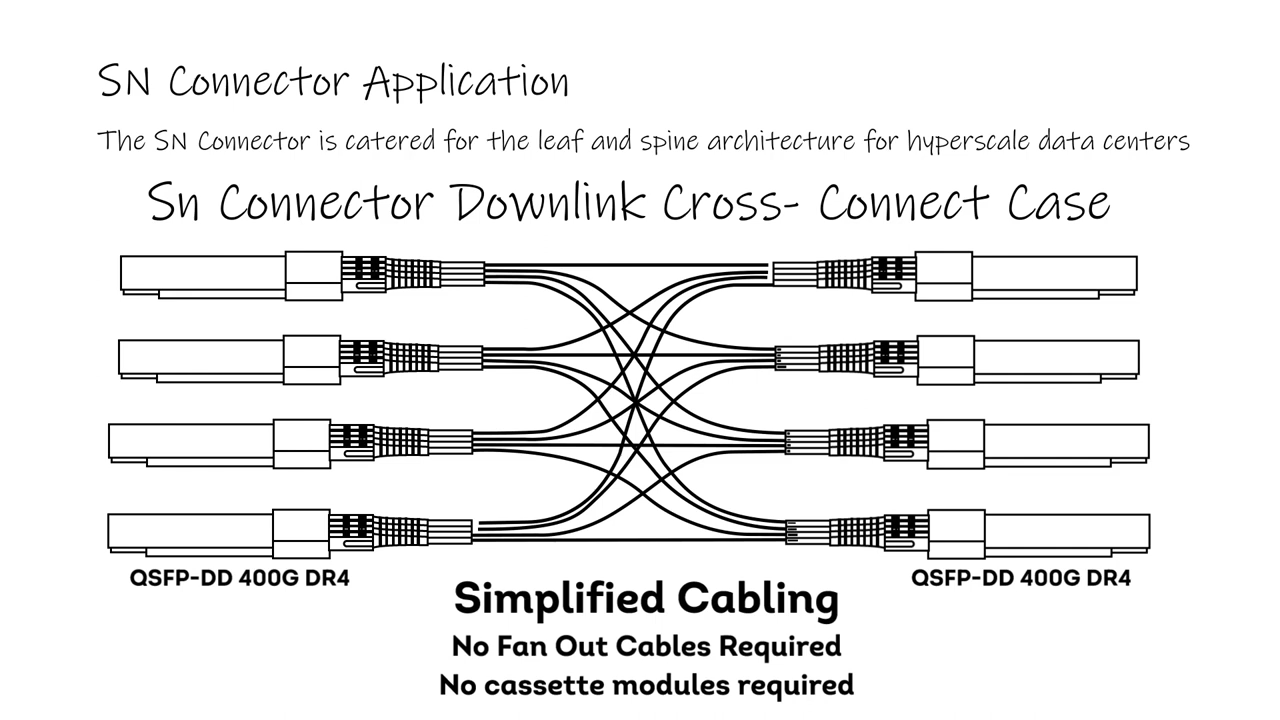 SN Connector Application
The SN Connector is catered for the leaf and spine architecture for hyperscale data centers
Sn Connector Downlink Cross- Connect Case
QSFP-DD 400G DR4
QSFP-DD 400G DR4
Simplified Cabling
No Fan Out Cables Required
No cassette modules required